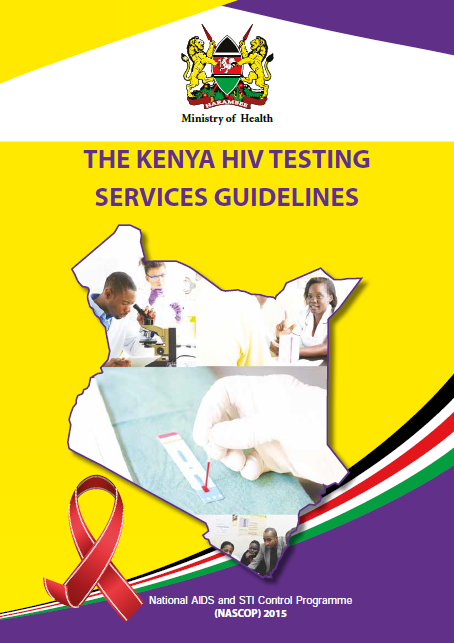 HARAMBEE
Ministry of Health
THE KENYA HIV TESTING
SERVICES GUIDELINES
National AIDS and STI Control Programme
(NASCOP) 2015